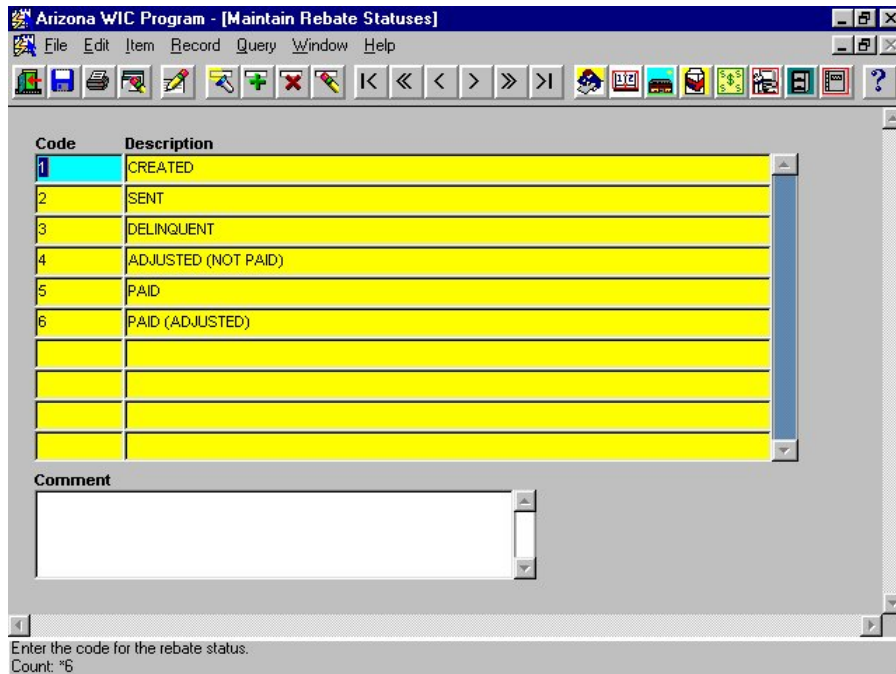 Arizona WIC Program - [Maintain Rebate Statuses]
File Edit Item Record Query Window Help
Code Description
1 CREATED
2 SENT
3 DELINQUENT
4 ADJUSTED (NOT PAID)
5 PAID
6 PAID (ADJUSTED)
Comment
Enter the code for the rebate status.
Count: *6